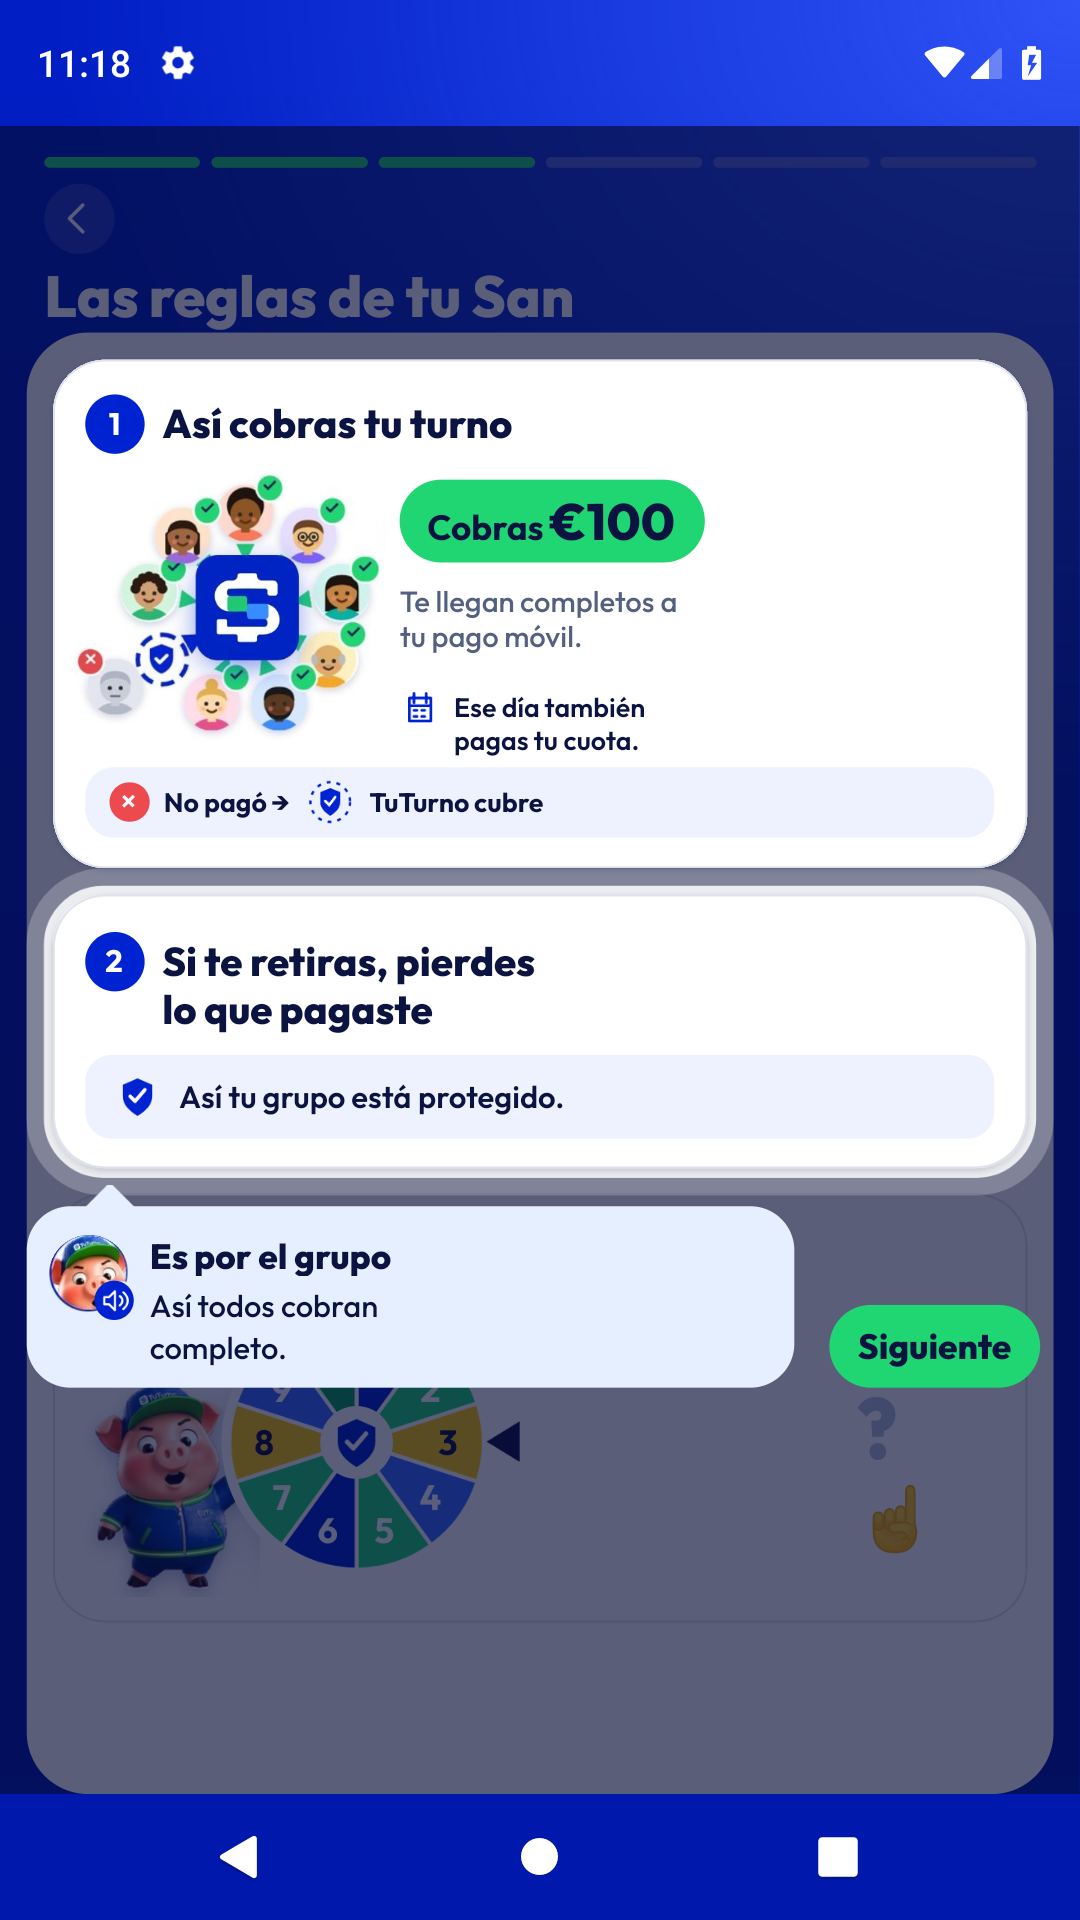 11:18
Las reglas de tu San
1 Así cobras tu turno
Cobras €100
Te llegan completos a
tu pago móvil.
Ese día también
pagas tu cuota.
No pagó → TuTurno cubre
2 Si te retiras, pierdes
lo que pagaste
Así tu grupo está protegido.
Es por el grupo
Así todos cobran
completo.
Siguiente
9 2
8 3
7 4
6 5
?